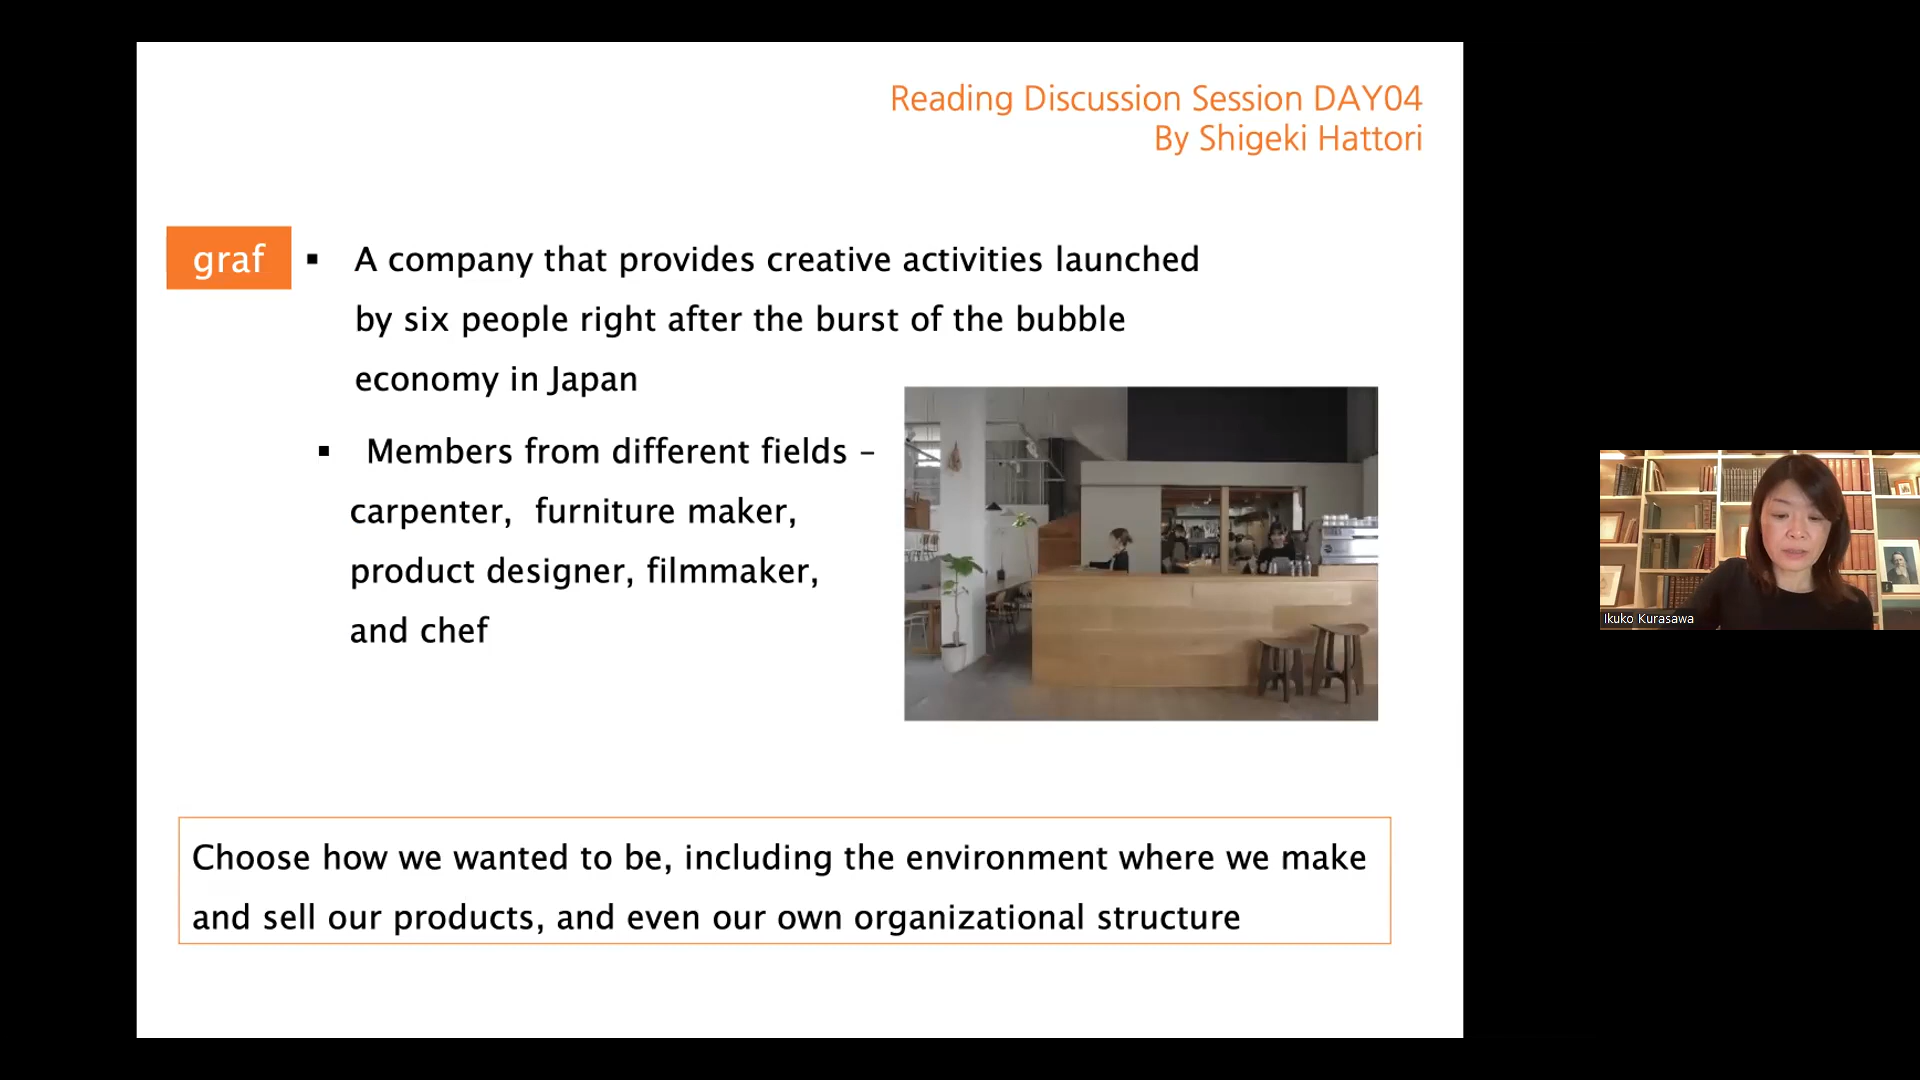 Reading Discussion Session DAY04
By Shigeki Hattori
graf
▪ A company that provides creative activities launched
by six people right after the burst of the bubble
economy in Japan
▪ Members from different fields –
carpenter,  furniture maker,
product designer, filmmaker,
and chef
Choose how we wanted to be, including the environment where we make
and sell our products, and even our own organizational structure
Ikuko Kurasawa